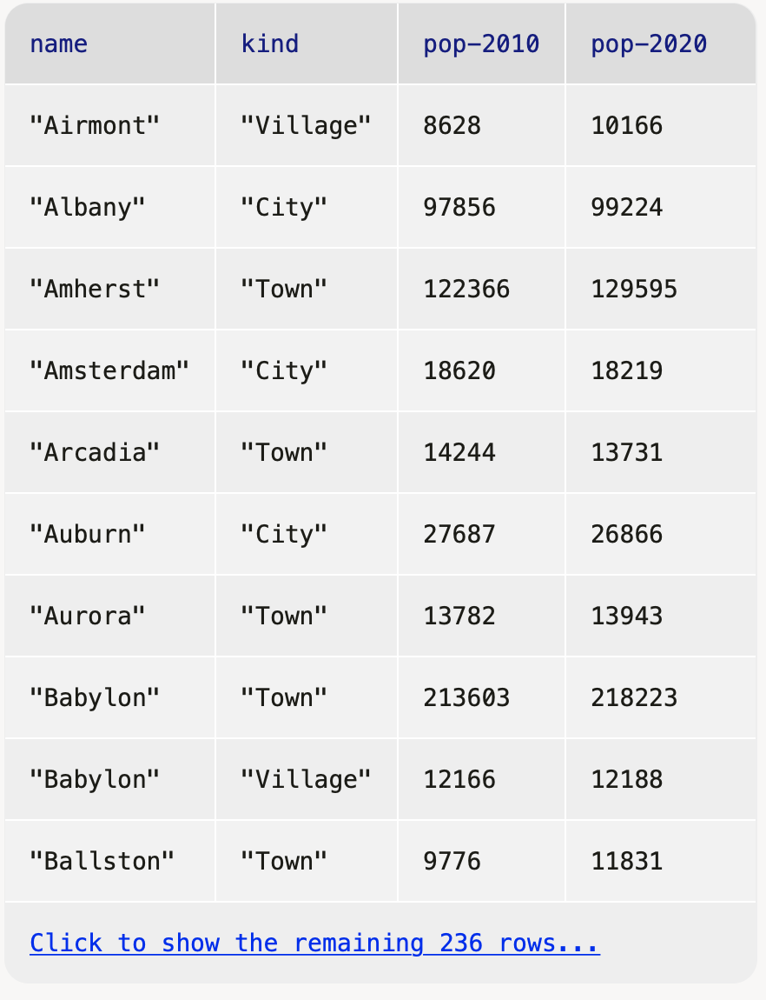 name kind pop-2010 pop-2020
"Airmont" "Village" 8628 10166
"Albany" "City" 97856 99224
"Amherst" "Town" 122366 129595
"Amsterdam" "City" 18620 18219
"Arcadia" "Town" 14244 13731
"Auburn" "City" 27687 26866
"Aurora" "Town" 13782 13943
"Babylon" "Town" 213603 218223
"Babylon" "Village" 12166 12188
"Ballston" "Town" 9776 11831
Click to show the remaining 236 rows...